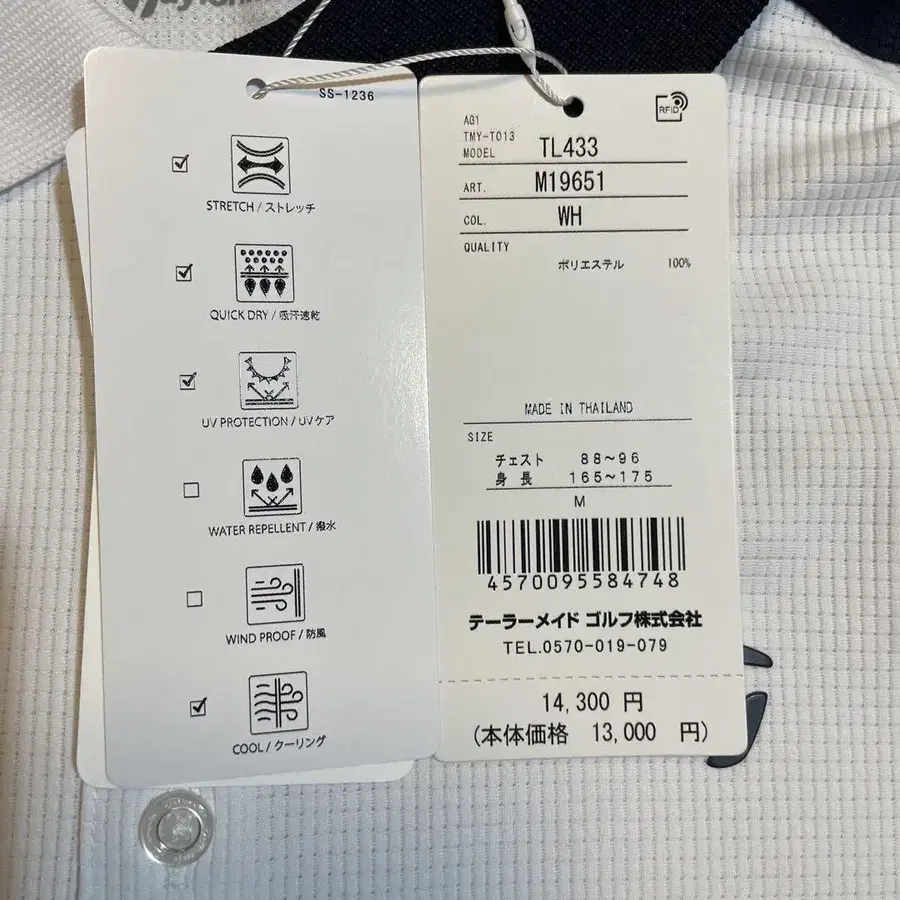 SS-1236
STRETCH / ストレッチ
QUICK DRY / 吸汗速乾
UV PROTECTION / UVケア
WATER REPELLENT / 撥水
WIND PROOF / 防風
COOL / クーリング
RFID
AG1
TMY-T013
MODEL TL433
ART. M19651
COL. WH
QUALITY
ポリエステル 100%
MADE IN THAILAND
SIZE
チェスト 88~96
身長 165~175
M
4570095584748
テーラーメイド ゴルフ株式会社
TEL.0570-019-079
14,300 円
(本体価格 13,000 円)